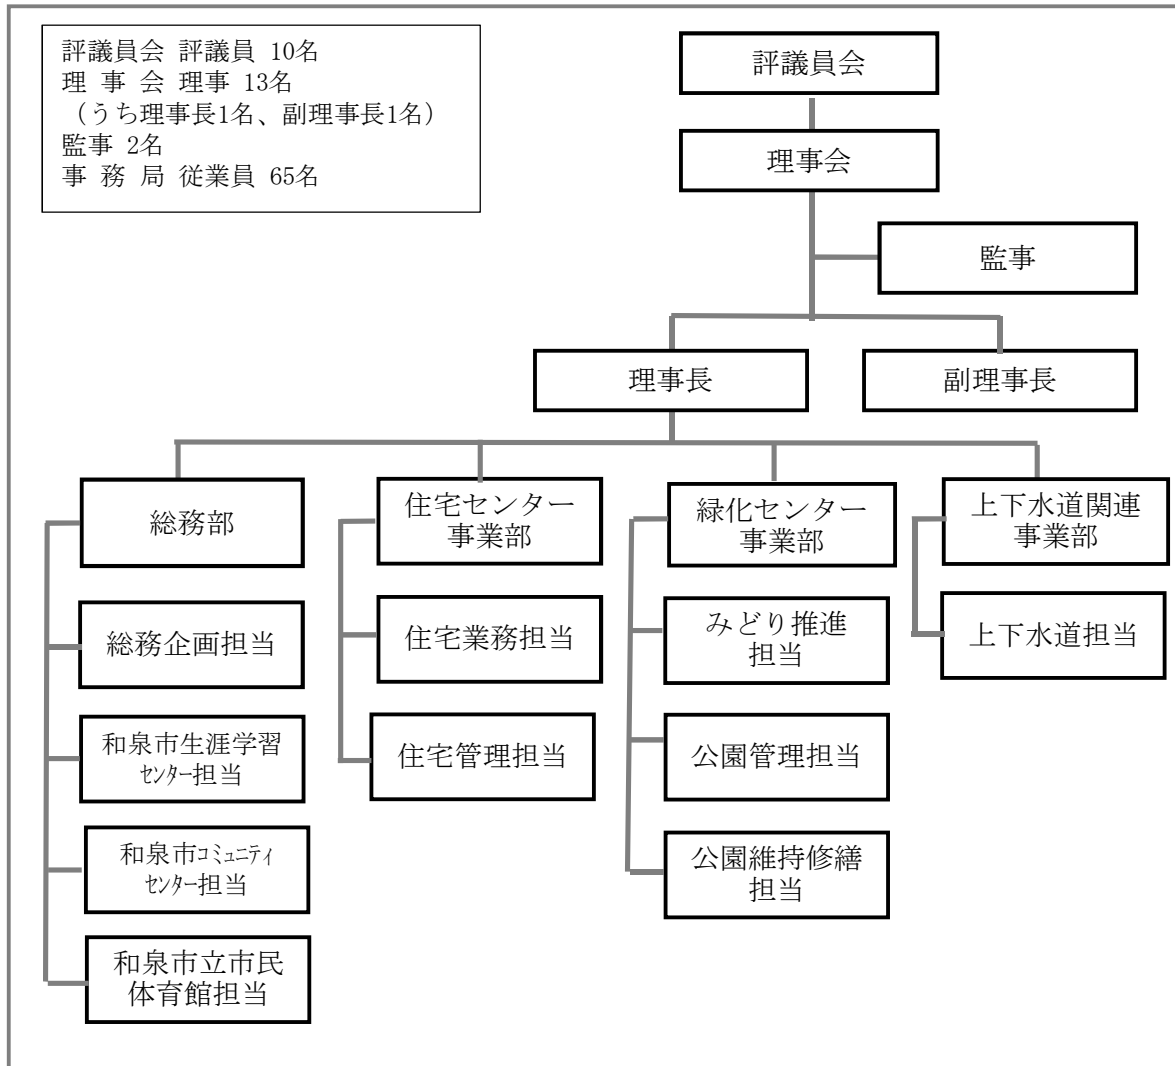 評議員会 評議員 10名
理 事 会 理事 13名
(うち理事長1名、副理事長1名)
監事 2名
事 務 局 従業員 65名
評議員会
理事会
監事
理事長
副理事長
総務部
住宅センター
事業部
緑化センター
事業部
上下水道関連
事業部
総務企画担当
住宅業務担当
みどり推進
担当
上下水道担当
和泉市生涯学習
センター担当
住宅管理担当
公園管理担当
和泉市コミュニティ
センター担当
公園維持修繕
担当
和泉市立市民
体育館担当